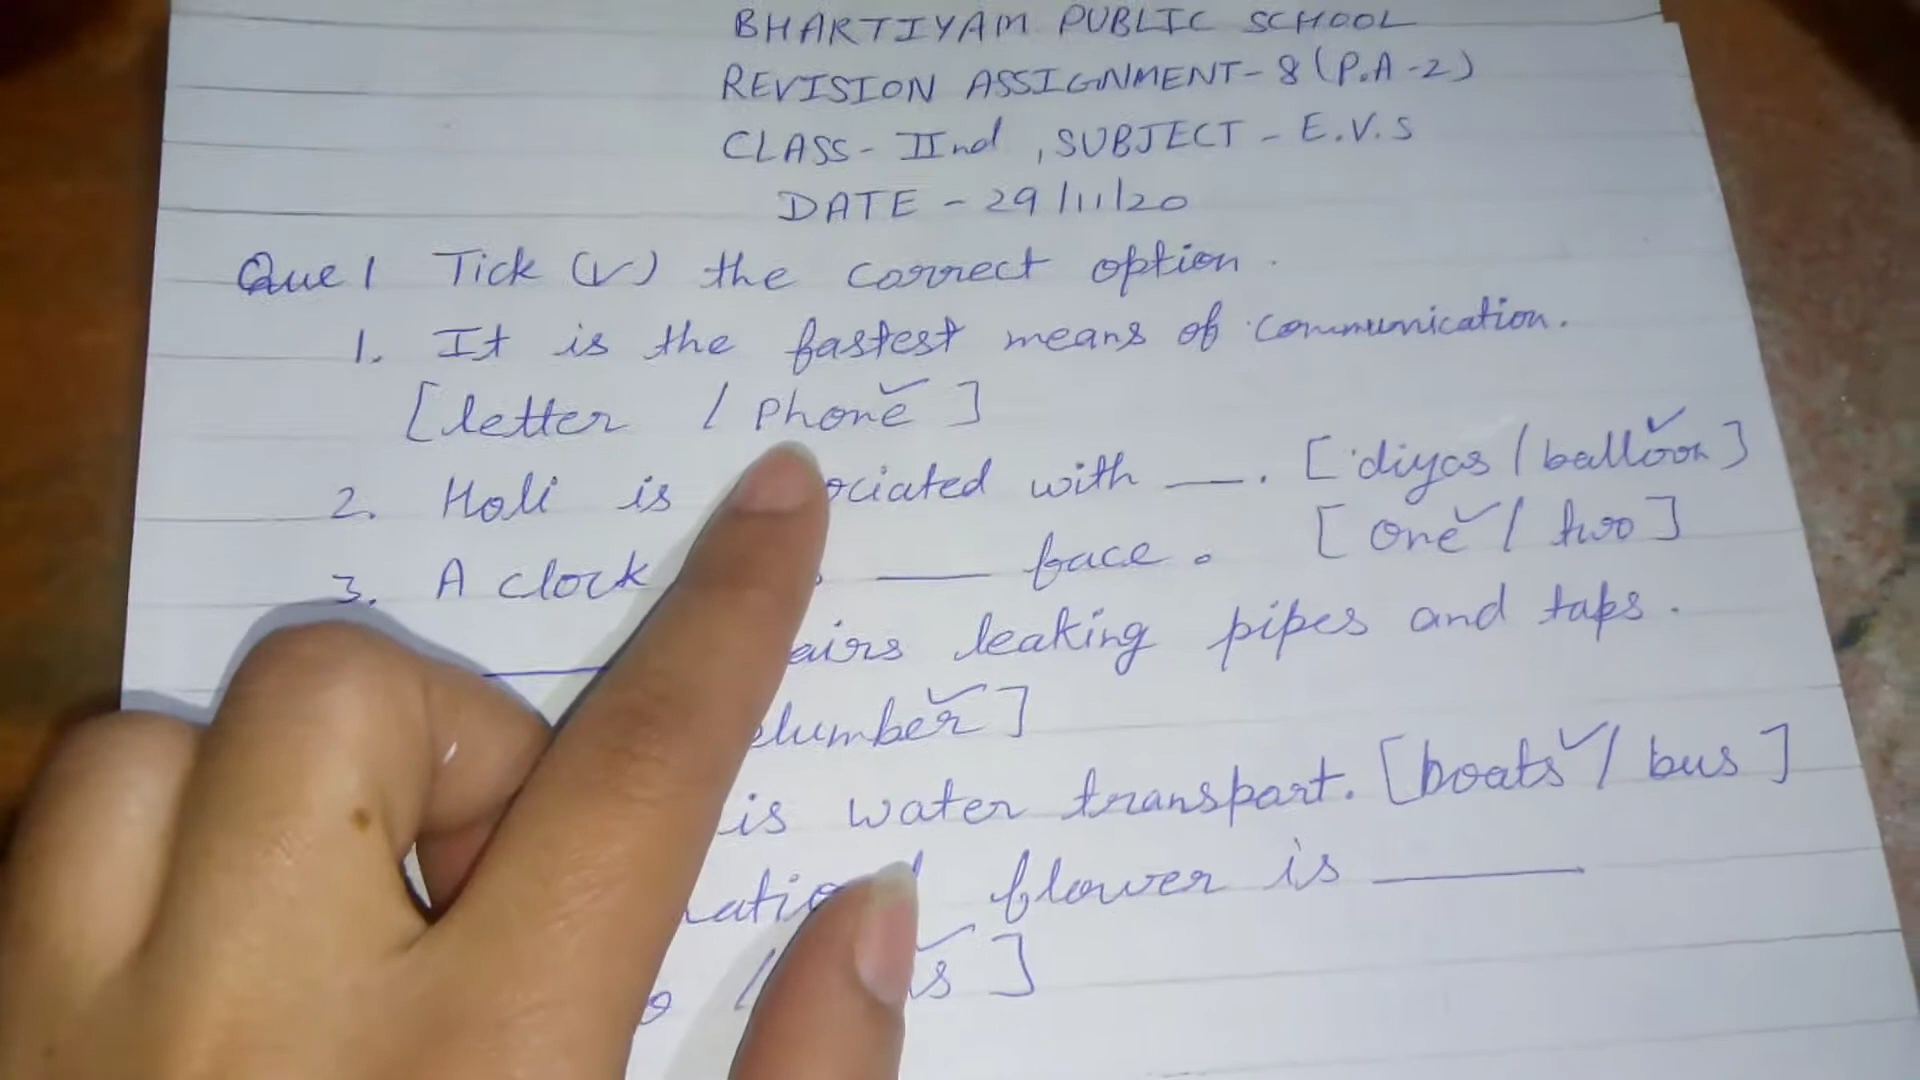 BHARTIYAM PUBLIC SCHOOL
REVISION ASSIGNMENT-8 (P.A-2)
CLASS- IInd , SUBJECT - E.V.S
DATE - 29/11/20
Que 1 Tick (✓) the correct option.
1. It is the fastest means of communication.
[letter / Phone ✓]
2. Holi is ociated with __. [diyas / balloon ✓]
3. A clock ___ face. [one ✓ / two]
___ airs leaking pipes and taps.
lumber ✓]
is water transport. [boats ✓ / bus]
natio flower is ___
/ s ✓]